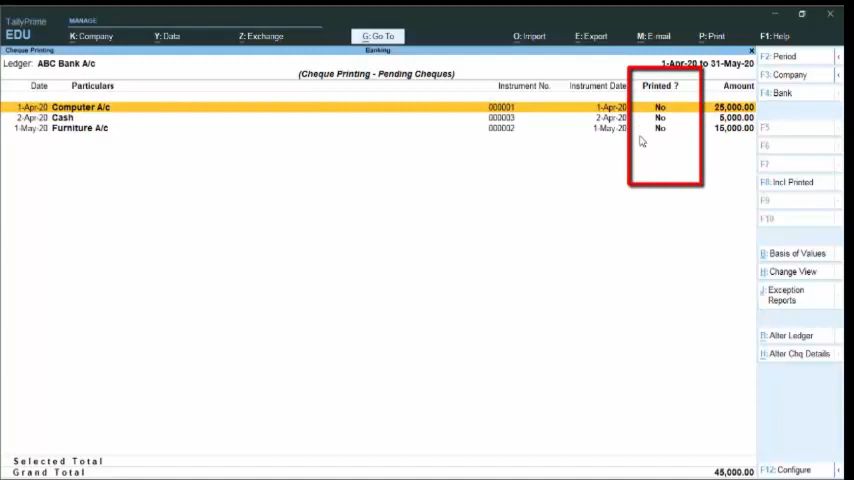 TallyPrime MANAGE
EDU K: Company Y: Data Z: Exchange G: Go To O: Import E: Export M: E-mail P: Print F1: Help
Cheque Printing Banking x
Ledger: ABC Bank A/c 1-Apr-20 to 31-May-20
(Cheque Printing - Pending Cheques)
Date Particulars Instrument No. Instrument Date Printed ? Amount
1-Apr-20 Computer A/c 000001 1-Apr-20 No 25,000.00
2-Apr-20 Cash 000003 2-Apr-20 No 5,000.00
1-May-20 Furniture A/c 000002 1-May-20 No 15,000.00
Selected Total
Grand Total 45,000.00
F2: Period
F3: Company
F4: Bank
F5
F6
F7
F8: Incl Printed
F9
F10
B: Basis of Values
H: Change View
J: Exception
Reports
R: Alter Ledger
H: Alter Chq Details
F12: Configure